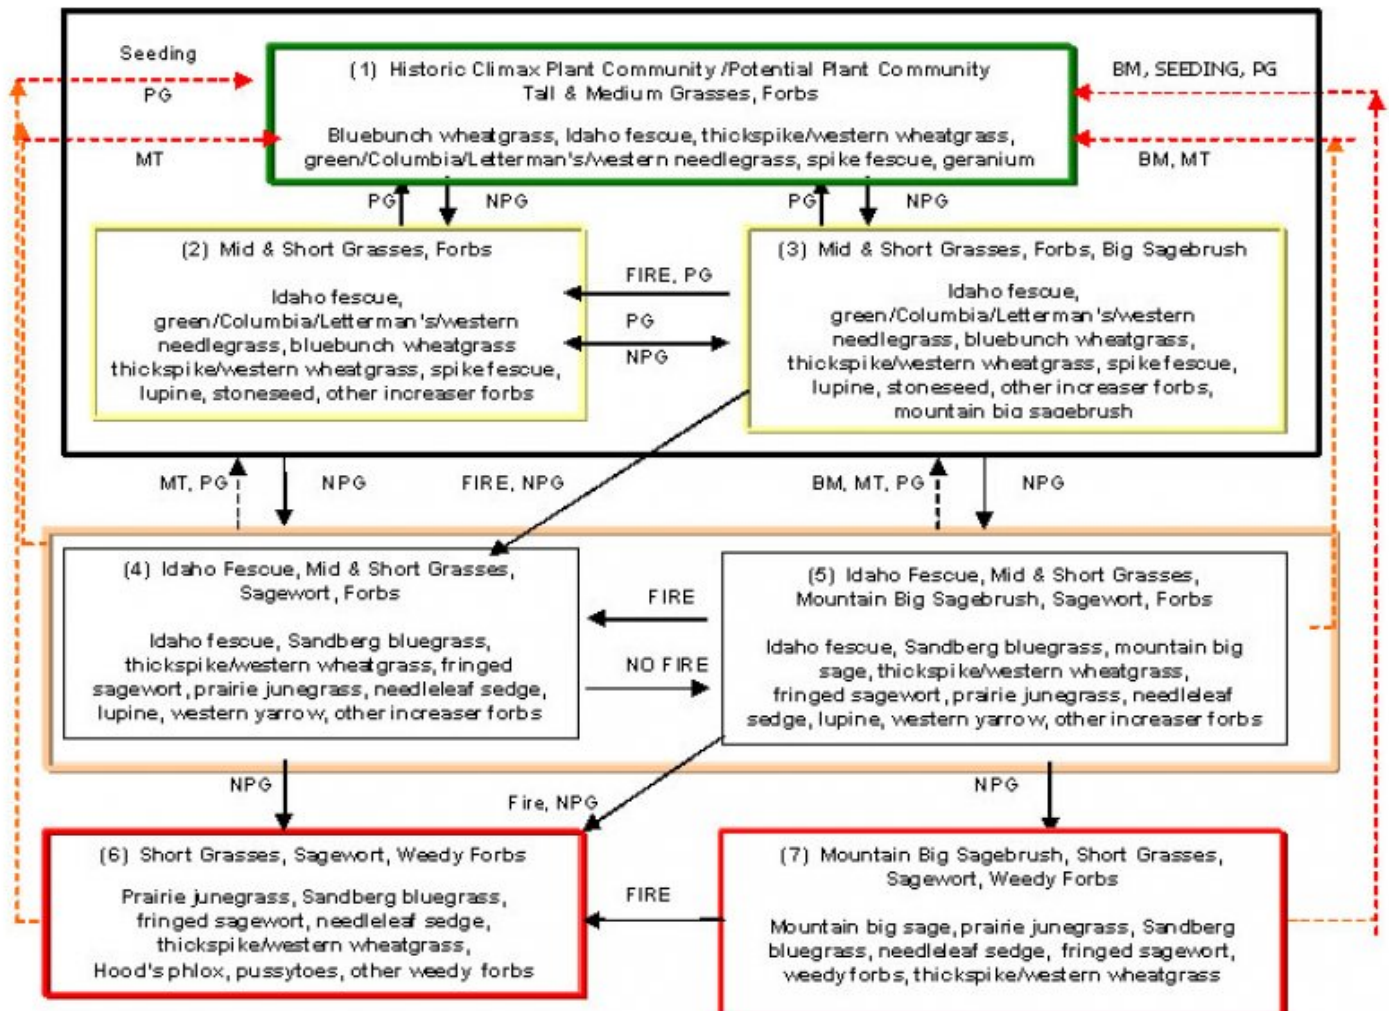 Seeding
PG
MT
(1) Historic Climax Plant Community /Potential Plant Community
Tall & Medium Grasses, Forbs
Bluebunch wheatgrass, Idaho fescue, thickspike/western wheatgrass,
green/Columbia/Letterman's/western needlegrass, spike fescue, geranium
BM, SEEDING, PG
BM, MT
PG
NPG
PG
NPG
(2) Mid & Short Grasses, Forbs
Idaho fescue,
green/Columbia/Letterman's/western
needlegrass, bluebunch wheatgrass
thickspike/western wheatgrass, spike fescue,
lupine, stoneseed, other increaser forbs
FIRE, PG
PG
NPG
(3) Mid & Short Grasses, Forbs, Big Sagebrush
Idaho fescue,
green/Columbia/Letterman's/western
needlegrass, bluebunch wheatgrass,
thickspike/western wheatgrass, spike fescue,
lupine, stoneseed, other increaser forbs,
mountain big sagebrush
MT, PG
NPG
FIRE, NPG
BM, MT, PG
NPG
(4) Idaho Fescue, Mid & Short Grasses,
Sagewort, Forbs
Idaho fescue, Sandberg bluegrass,
thickspike/western wheatgrass, fringed
sagewort, prairie junegrass, needleleaf sedge,
lupine, western yarrow, other increaser forbs
FIRE
NO FIRE
(5) Idaho Fescue, Mid & Short Grasses,
Mountain Big Sagebrush, Sagewort, Forbs
Idaho fescue, Sandberg bluegrass, mountain big
sage, thickspike/western wheatgrass,
fringed sagewort, prairie junegrass, needleleaf
sedge, lupine, western yarrow, other increaser forbs
NPG
Fire, NPG
NPG
(6) Short Grasses, Sagewort, Weedy Forbs
Prairie junegrass, Sandberg bluegrass,
fringed sagewort, needleleaf sedge,
thickspike/western wheatgrass,
Hood's phlox, pussytoes, other weedy forbs
FIRE
(7) Mountain Big Sagebrush, Short Grasses,
Sagewort, Weedy Forbs
Mountain big sage, prairie junegrass, Sandberg
bluegrass, needleleaf sedge, fringed sagewort,
weedy forbs, thickspike/western wheatgrass